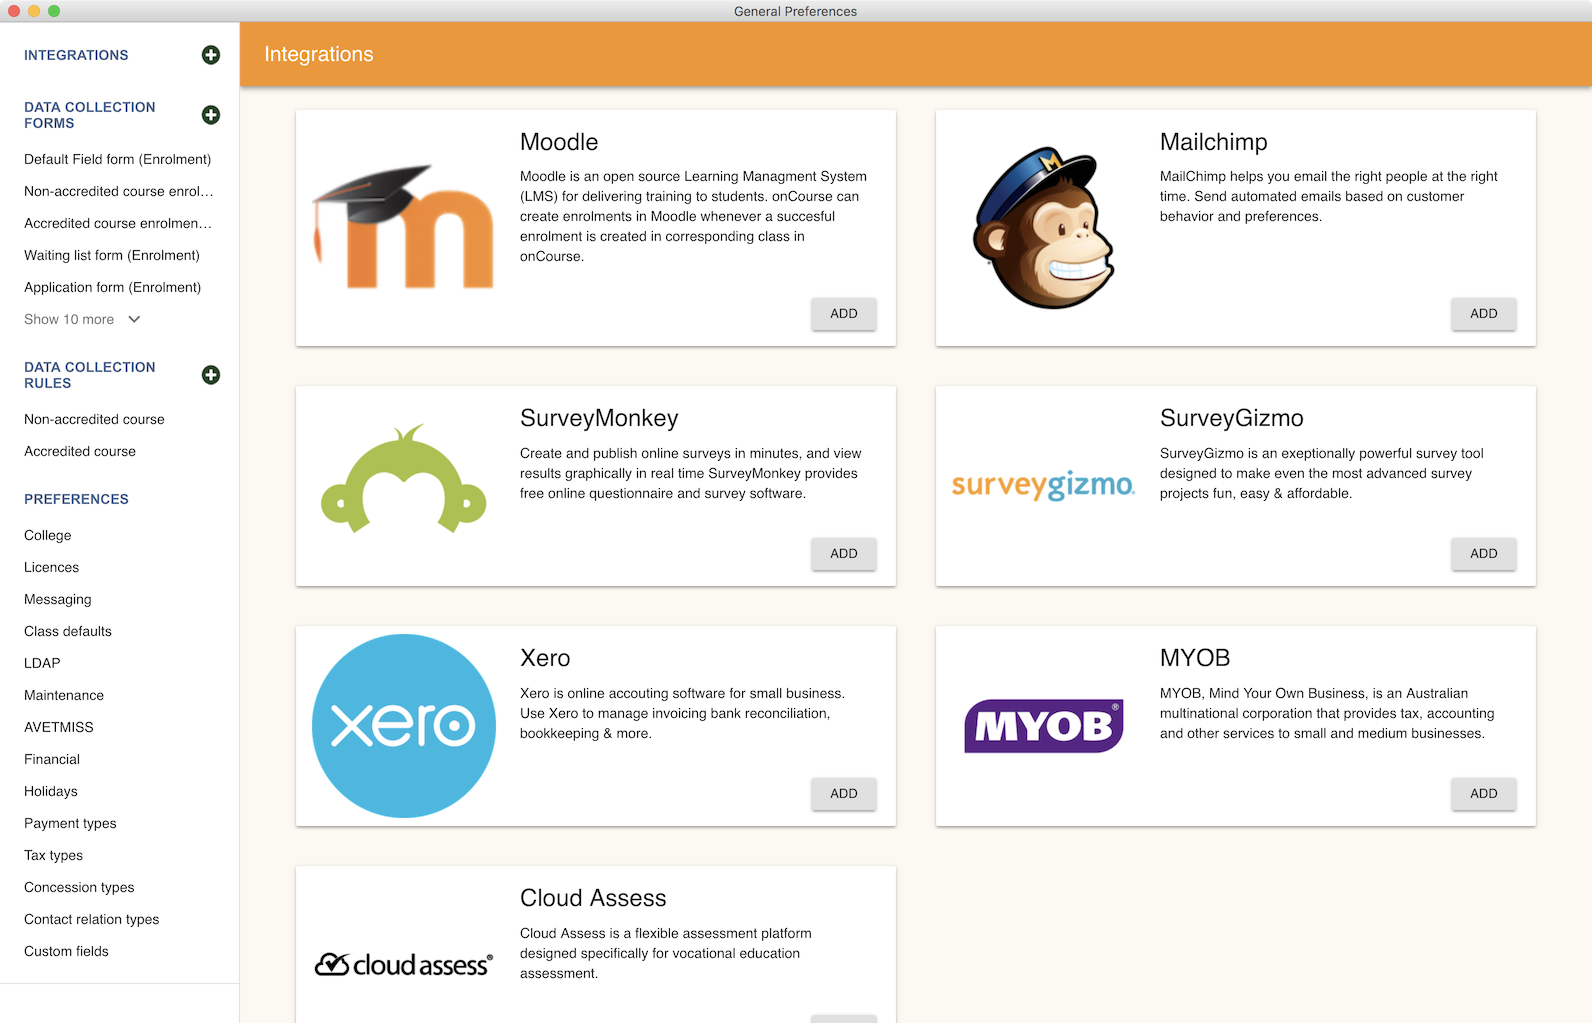 General Preferences
INTEGRATIONS
DATA COLLECTION
FORMS
Default Field form (Enrolment)
Non-accredited course enrol...
Accredited course enrolmen...
Waiting list form (Enrolment)
Application form (Enrolment)
Show 10 more
DATA COLLECTION
RULES
Non-accredited course
Accredited course
PREFERENCES
College
Licences
Messaging
Class defaults
LDAP
Maintenance
AVETMISS
Financial
Holidays
Payment types
Tax types
Concession types
Contact relation types
Custom fields
Integrations
Moodle
Moodle is an open source Learning Managment System
(LMS) for delivering training to students. onCourse can
create enrolments in Moodle whenever a succesful
enrolment is created in corresponding class in
onCourse.
ADD
Mailchimp
MailChimp helps you email the right people at the right
time. Send automated emails based on customer
behavior and preferences.
ADD
SurveyMonkey
Create and publish online surveys in minutes, and view
results graphically in real time SurveyMonkey provides
free online questionnaire and survey software.
ADD
surveygizmo
SurveyGizmo
SurveyGizmo is an exeptionally powerful survey tool
designed to make even the most advanced survey
projects fun, easy & affordable.
ADD
xero
Xero
Xero is online accouting software for small business.
Use Xero to manage invoicing bank reconciliation,
bookkeeping & more.
ADD
MYOB®
MYOB
MYOB, Mind Your Own Business, is an Australian
multinational corporation that provides tax, accounting
and other services to small and medium businesses.
ADD
cloud assess®
Cloud Assess
Cloud Assess is a flexible assessment platform
designed specifically for vocational education
assessment.